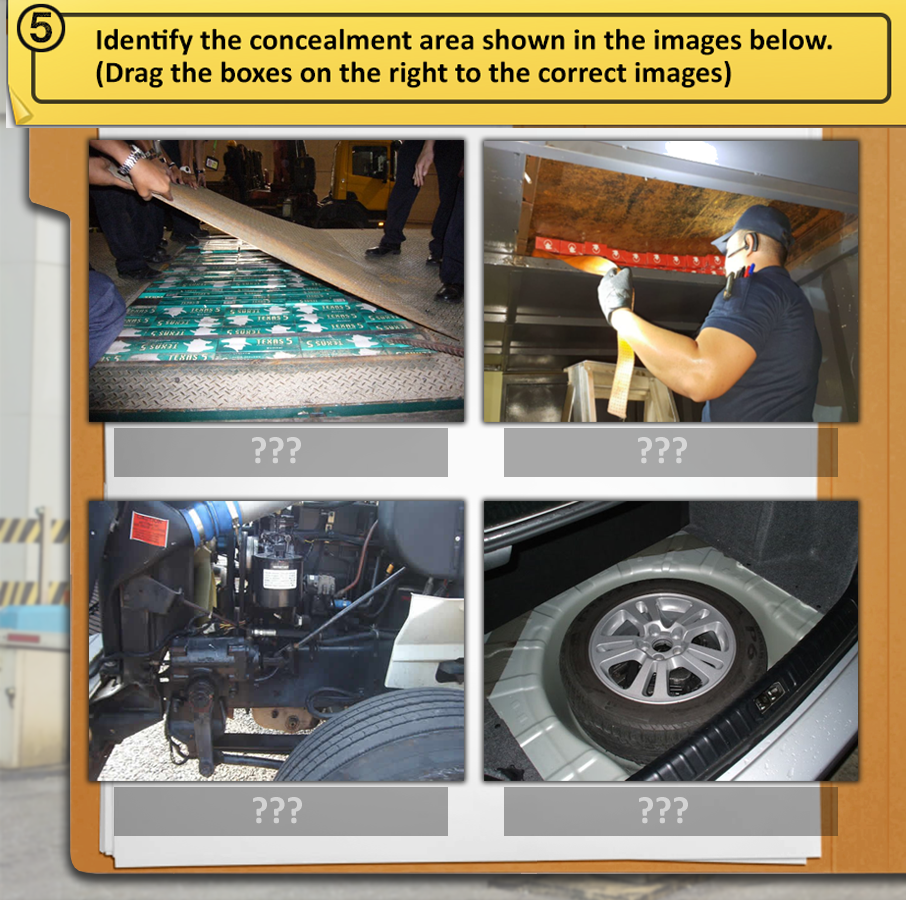 5
Identify the concealment area shown in the images below.
(Drag the boxes on the right to the correct images)
TEXAS 5
???
???
???
???